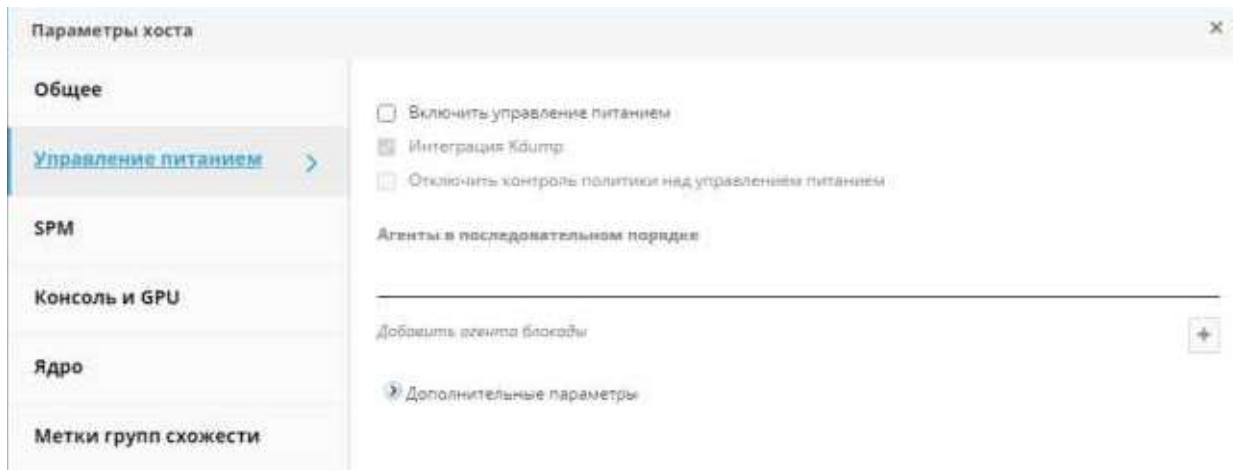 Параметры хоста
Общее
Управление питанием
SPM
Консоль и GPU
Ядро
Метки групп схожести
Включить управление питанием
Интеграция Kdump
Отключить контроль политики над управлением питанием
Агенты в последовательном порядке
Добавить агента блокады
Дополнительные параметры